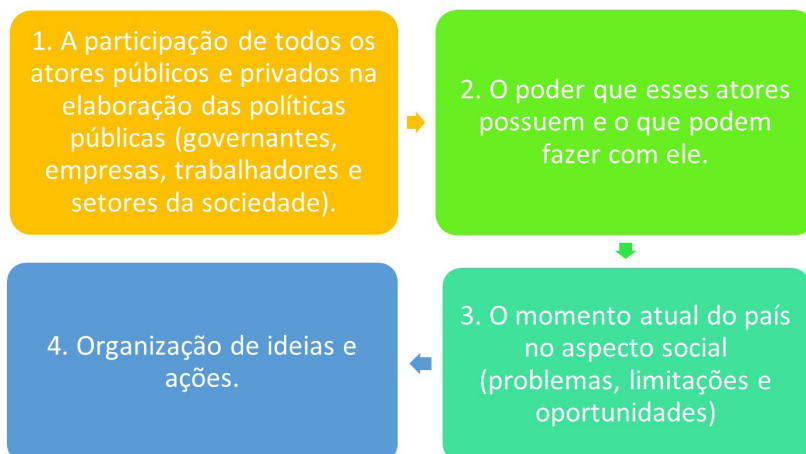 1. A participação de todos os
atores públicos e privados na
elaboração das políticas
públicas (governantes,
empresas, trabalhadores e
setores da sociedade).
2. O poder que esses atores
possuem e o que podem
fazer com ele.
3. O momento atual do país
no aspecto social
(problemas, limitações e
oportunidades)
4. Organização de ideias e
ações.